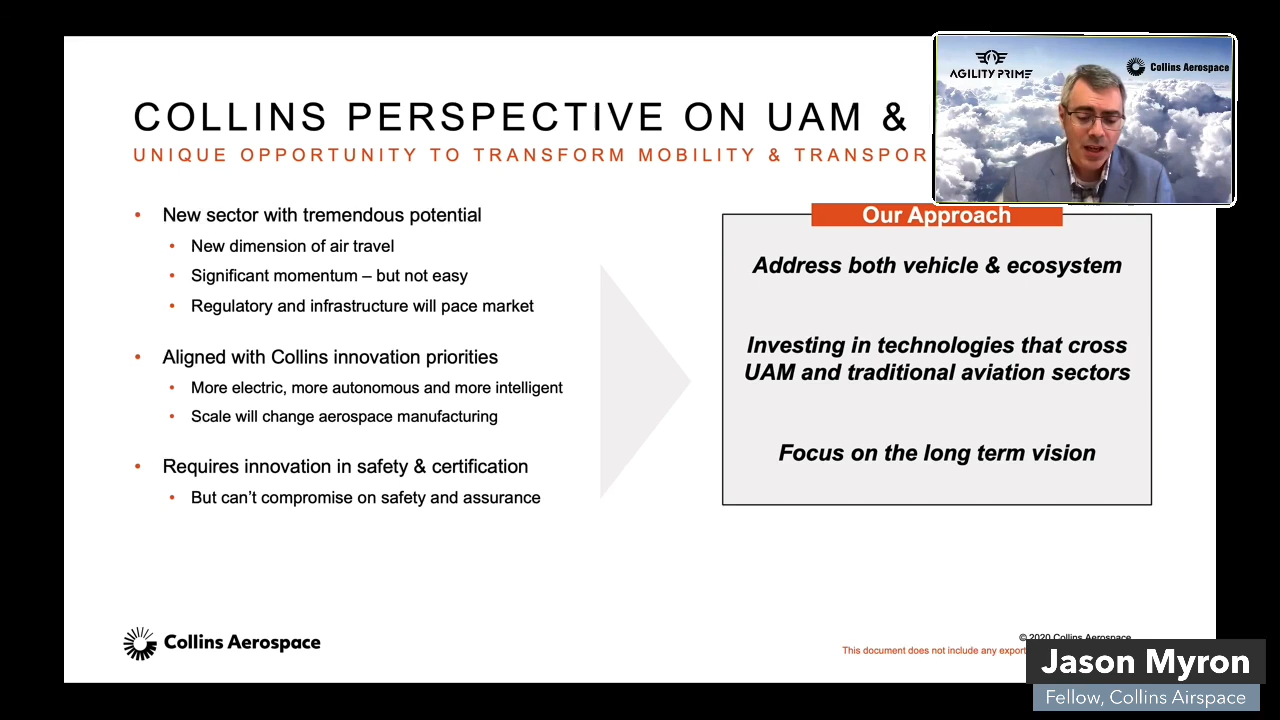 COLLINS PERSPECTIVE ON UAM &
UNIQUE OPPORTUNITY TO TRANSFORM MOBILITY & TRANSPOR
AGILITY PRIME
Collins Aerospace
• New sector with tremendous potential
• New dimension of air travel
• Significant momentum – but not easy
• Regulatory and infrastructure will pace market
• Aligned with Collins innovation priorities
• More electric, more autonomous and more intelligent
• Scale will change aerospace manufacturing
• Requires innovation in safety & certification
• But can't compromise on safety and assurance
Our Approach
Address both vehicle & ecosystem
Investing in technologies that cross
UAM and traditional aviation sectors
Focus on the long term vision
Collins Aerospace
© 2020 Collins Aerospace
This document does not include any export
Jason Myron
Fellow, Collins Airspace